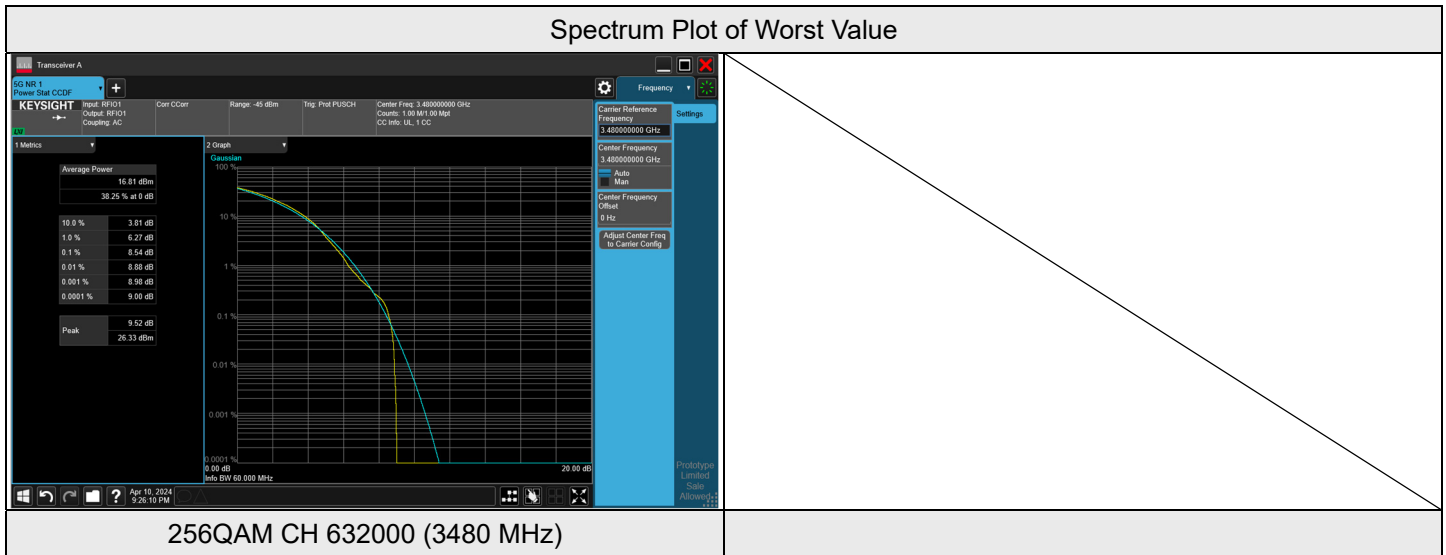 Spectrum Plot of Worst Value
Transceiver A
5G NR 1
Power Stat CCDF
+
Frequency
KEYSIGHT
Input: RFIO1
Output: RFIO1
Coupling: AC
Corr CCorr
Range: -45 dBm
Trig: Prot PUSCH
Center Freq: 3.480000000 GHz
Counts: 1.00 M/1.00 Mpt
CC Info: UL, 1 CC
LXI
1 Metrics
Average Power
16.81 dBm
38.25 % at 0 dB
10.0 % 3.81 dB
1.0 % 6.27 dB
0.1 % 8.54 dB
0.01 % 8.88 dB
0.001 % 8.98 dB
0.0001 % 9.00 dB
Peak
9.52 dB
26.33 dBm
2 Graph
Gaussian
100 %
10 %
1 %
0.1 %
0.01 %
0.001 %
0.0001 %
0.00 dB 20.00 dB
Info BW 60.000 MHz
Carrier Reference
Frequency
3.480000000 GHz
Settings
Center Frequency
3.480000000 GHz
Auto
Man
Center Frequency
Offset
0 Hz
Adjust Center Freq
to Carrier Config
Prototype
Limited
Sale
Allowed
?
Apr 10, 2024
9:26:10 PM
256QAM CH 632000 (3480 MHz)